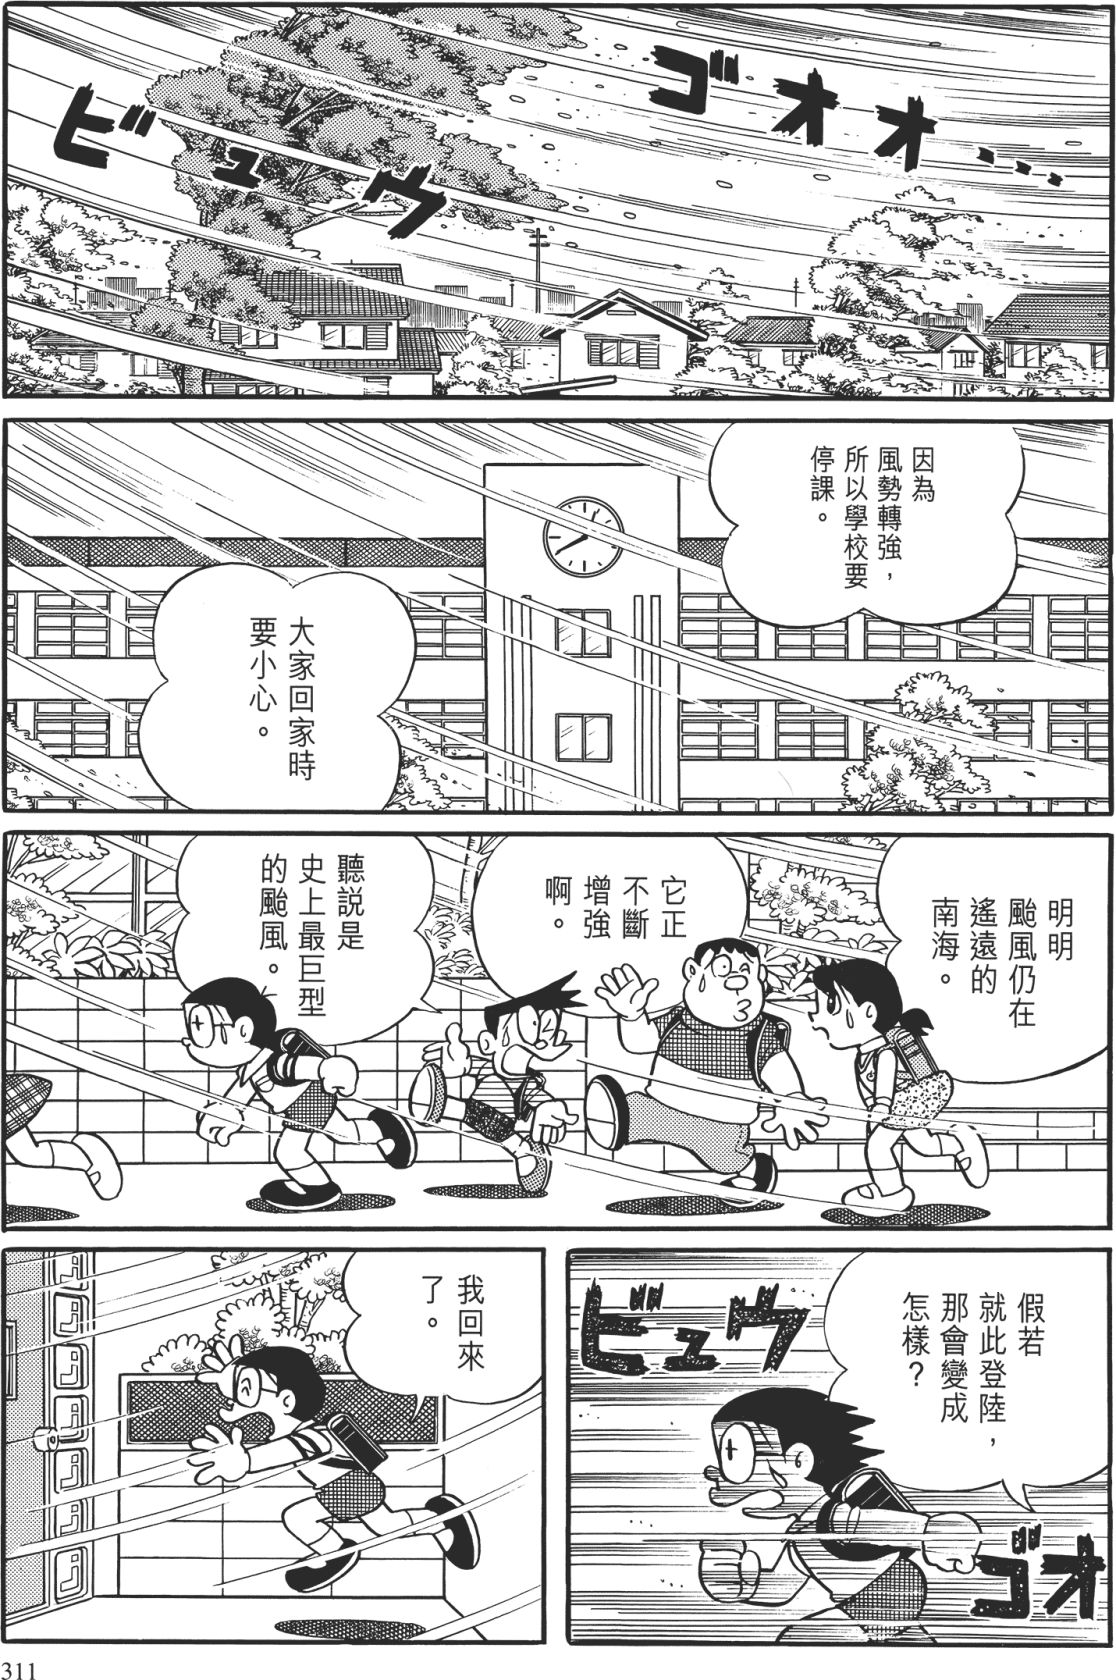 ゴオオ…
ビュウ
因為
風勢轉強，
所以學校要
停課。
大家回家時
要小心。
明明
颱風仍在
遙遠的
南海。
它正
不斷
增強
啊。
聽説是
史上最巨型
的颱風。
假若
就此登陸，
那會變成
怎樣？
ビュウ
ゴオ
我回來
了。
311